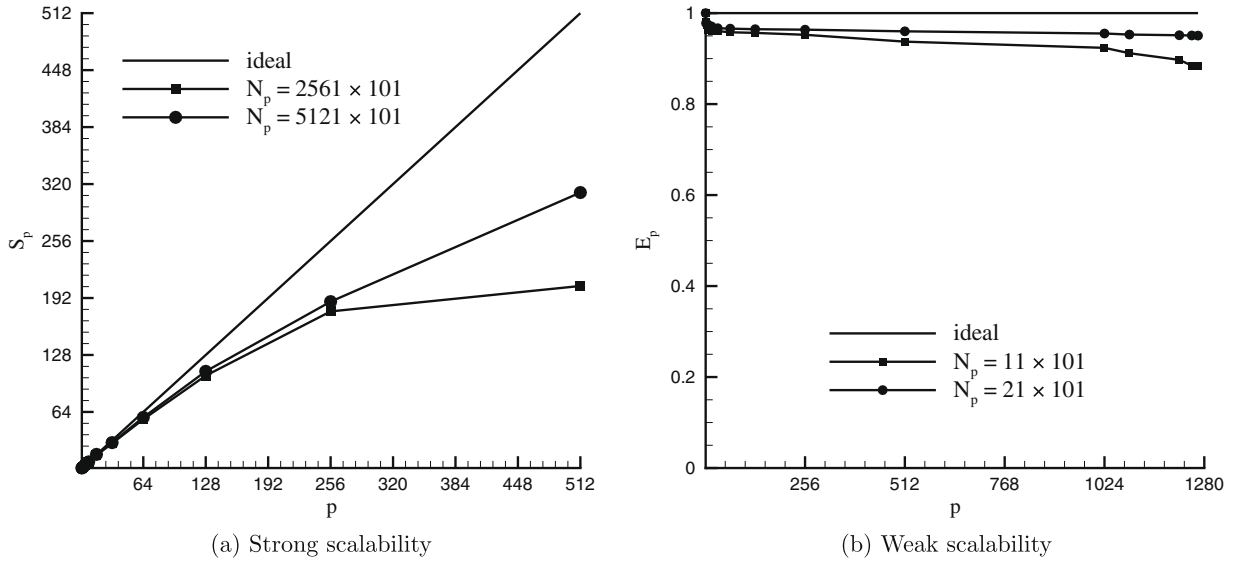 512
448
384
320
256
192
128
64
S_p
ideal
N_p = 2561 × 101
N_p = 5121 × 101
64 128 192 256 320 384 448 512
p
(a) Strong scalability
1
0.8
0.6
0.4
0.2
0
E_p
ideal
N_p = 11 × 101
N_p = 21 × 101
256 512 768 1024 1280
p
(b) Weak scalability